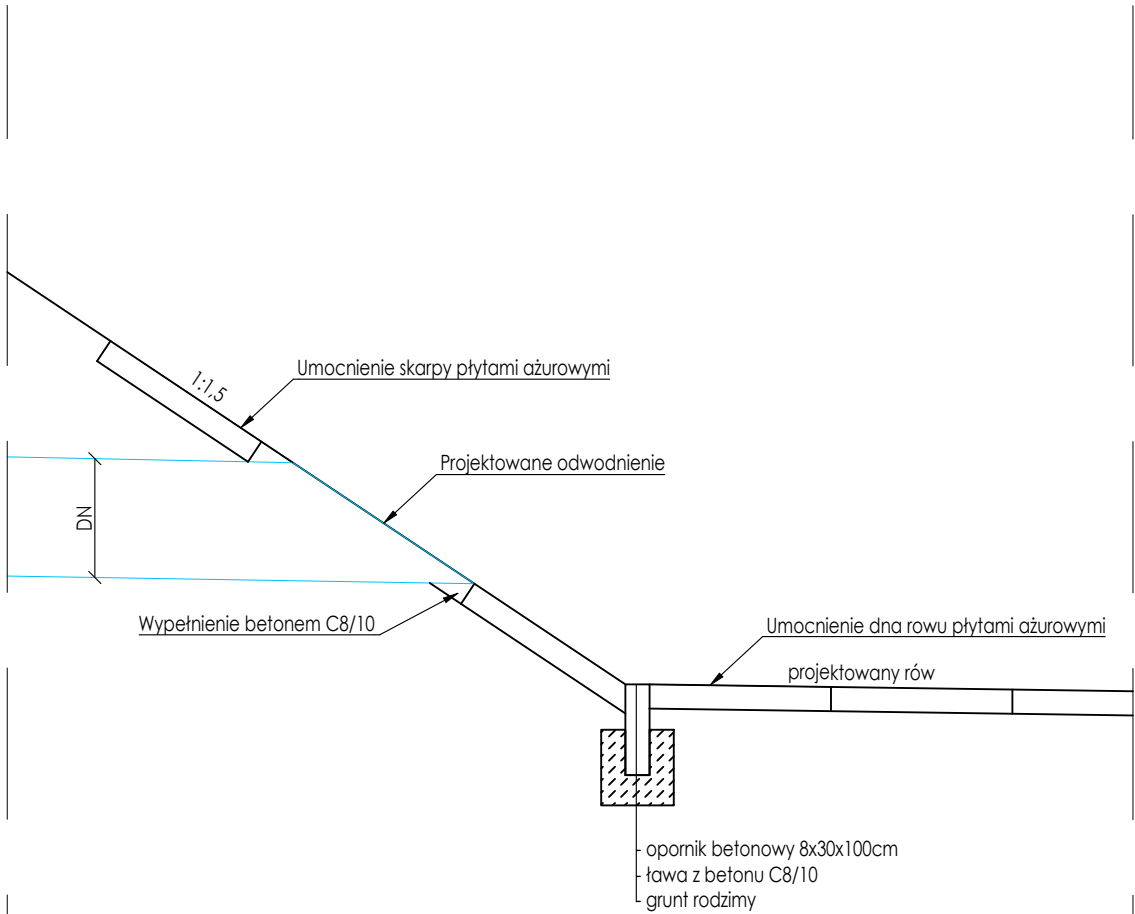 Umocnienie skarpy płytami ażurowymi
1:1,5
Projektowane odwodnienie
DN
Wypełnienie betonem C8/10
Umocnienie dna rowu płytami ażurowymi
projektowany rów
opornik betonowy 8x30x100cm
ława z betonu C8/10
grunt rodzimy